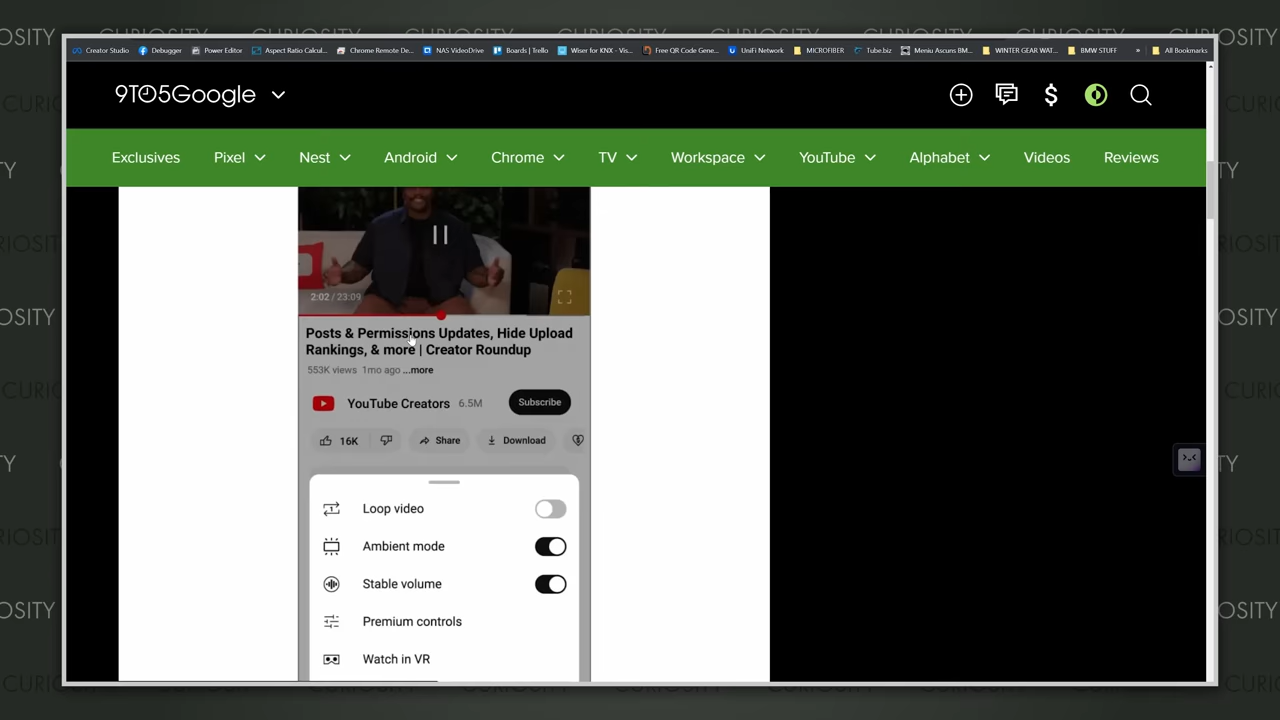 CURIOSITY
Creator Studio Debugger Power Editor Aspect Ratio Calcul... Chrome Remote De... NAS VideoDrive Boards | Trello Wiser for KNX - Vis... Free QR Code Gene... UniFi Network MICROFIBER Tube.biz Meniu Ascuns BM... WINTER GEAR WAT... BMW STUFF » All Bookmarks
9TO5Google
Exclusives Pixel Nest Android Chrome TV Workspace YouTube Alphabet Videos Reviews
2:02 / 23:09
Posts & Permissions Updates, Hide Upload
Rankings, & more | Creator Roundup
553K views 1mo ago ...more
YouTube Creators 6.5M Subscribe
16K Share Download
Loop video
Ambient mode
Stable volume
Premium controls
Watch in VR